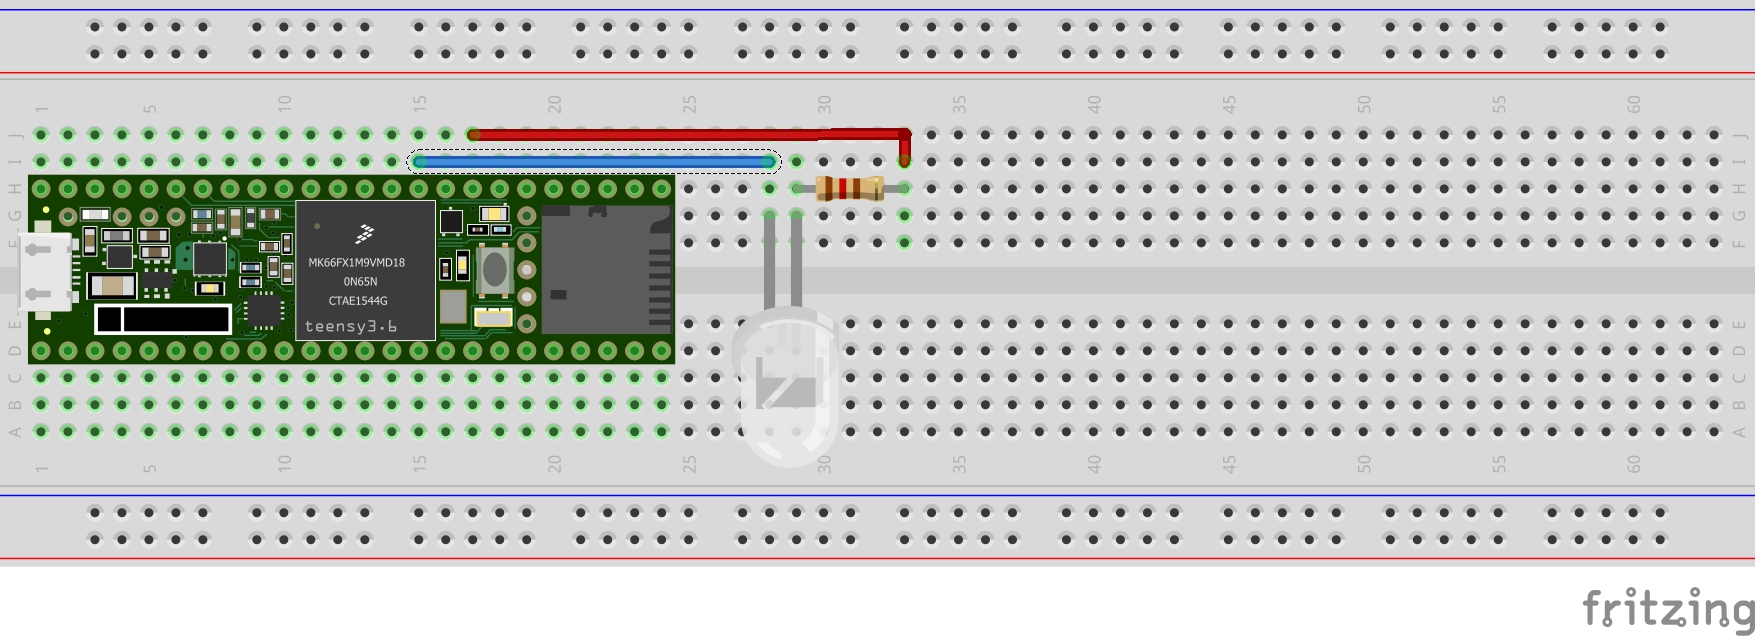 1 5 10 15 20 25 30 35 40 45 50 55 60
J J
I I
H H
G G
F F
MK66FX1M9VMD18
0N65N
CTAE1544G
teensy3.6
E E
D D
C C
B B
A A
1 5 10 15 20 25 30 35 40 45 50 55 60
fritzing